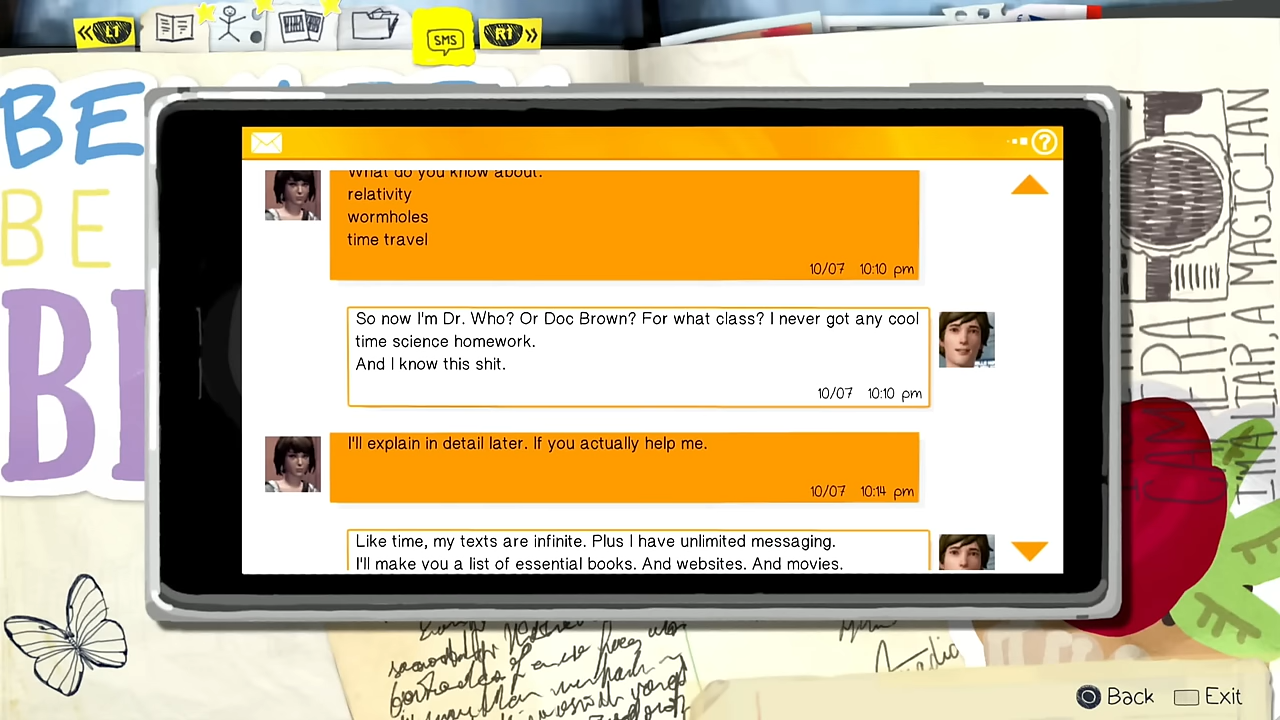 LT
SMS
R1
BE
BE
What do you know about:
relativity
wormholes
time travel
10/07 10:10 pm
So now I'm Dr. Who? Or Doc Brown? For what class? I never got any cool
time science homework.
And I know this shit.
10/07 10:10 pm
I'll explain in detail later. If you actually help me.
10/07 10:14 pm
Like time, my texts are infinite. Plus I have unlimited messaging.
I'll make you a list of essential books. And websites. And movies.
I'M A LIAR, A MAGICIAN
Back
Exit